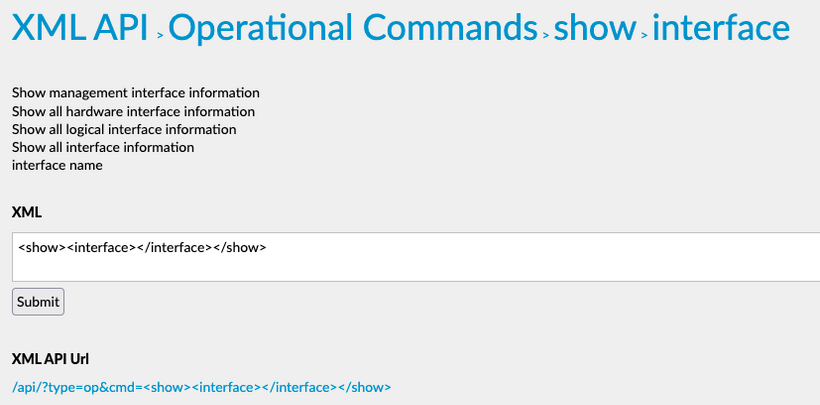 XML API > Operational Commands > show > interface
Show management interface information
Show all hardware interface information
Show all logical interface information
Show all interface information
interface name
XML
<show><interface></interface></show>
Submit
XML API Url
/api/?type=op&cmd=<show><interface></interface></show>